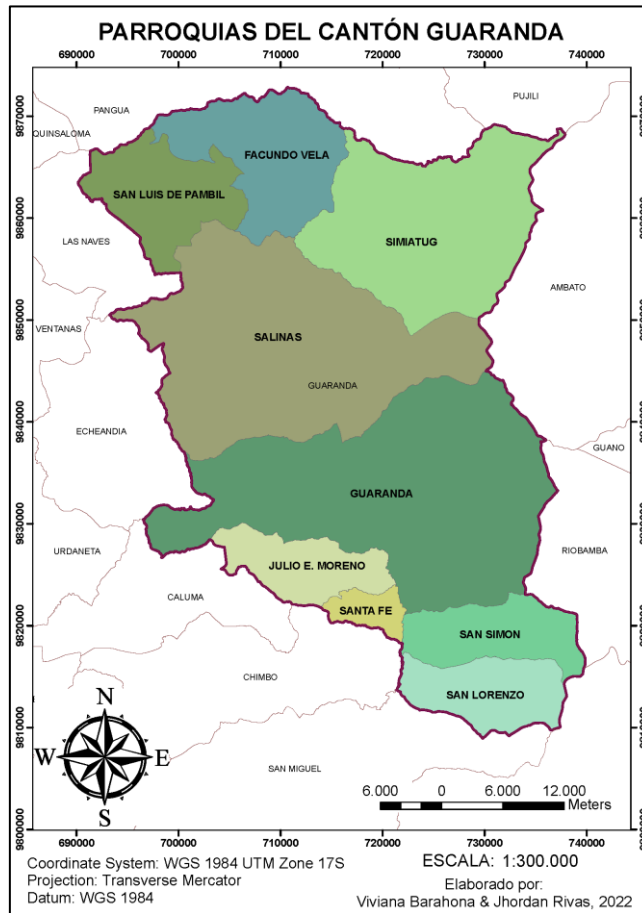 PARROQUIAS DEL CANTÓN GUARANDA
690000 700000 710000 720000 730000 740000
PANGUA
PUJILI
9870000
QUINSALOMA
FACUNDO VELA
SAN LUIS DE PAMBIL
9860000
LAS NAVES
SIMIATUG
AMBATO
9850000
VENTANAS
SALINAS
GUARANDA
9840000
ECHEANDIA
GUANO
GUARANDA
9830000
URDANETA
RIOBAMBA
JULIO E. MORENO
CALUMA
SANTA FE
9820000
SAN SIMON
CHIMBO
SAN LORENZO
9810000
N
W E
S
SAN MIGUEL
6.000 0 6.000 12.000
Meters
9800000
690000 700000 710000 720000 730000 740000
Coordinate System: WGS 1984 UTM Zone 17S
Projection: Transverse Mercator
Datum: WGS 1984
ESCALA: 1:300.000
Elaborado por:
Viviana Barahona & Jhordan Rivas, 2022